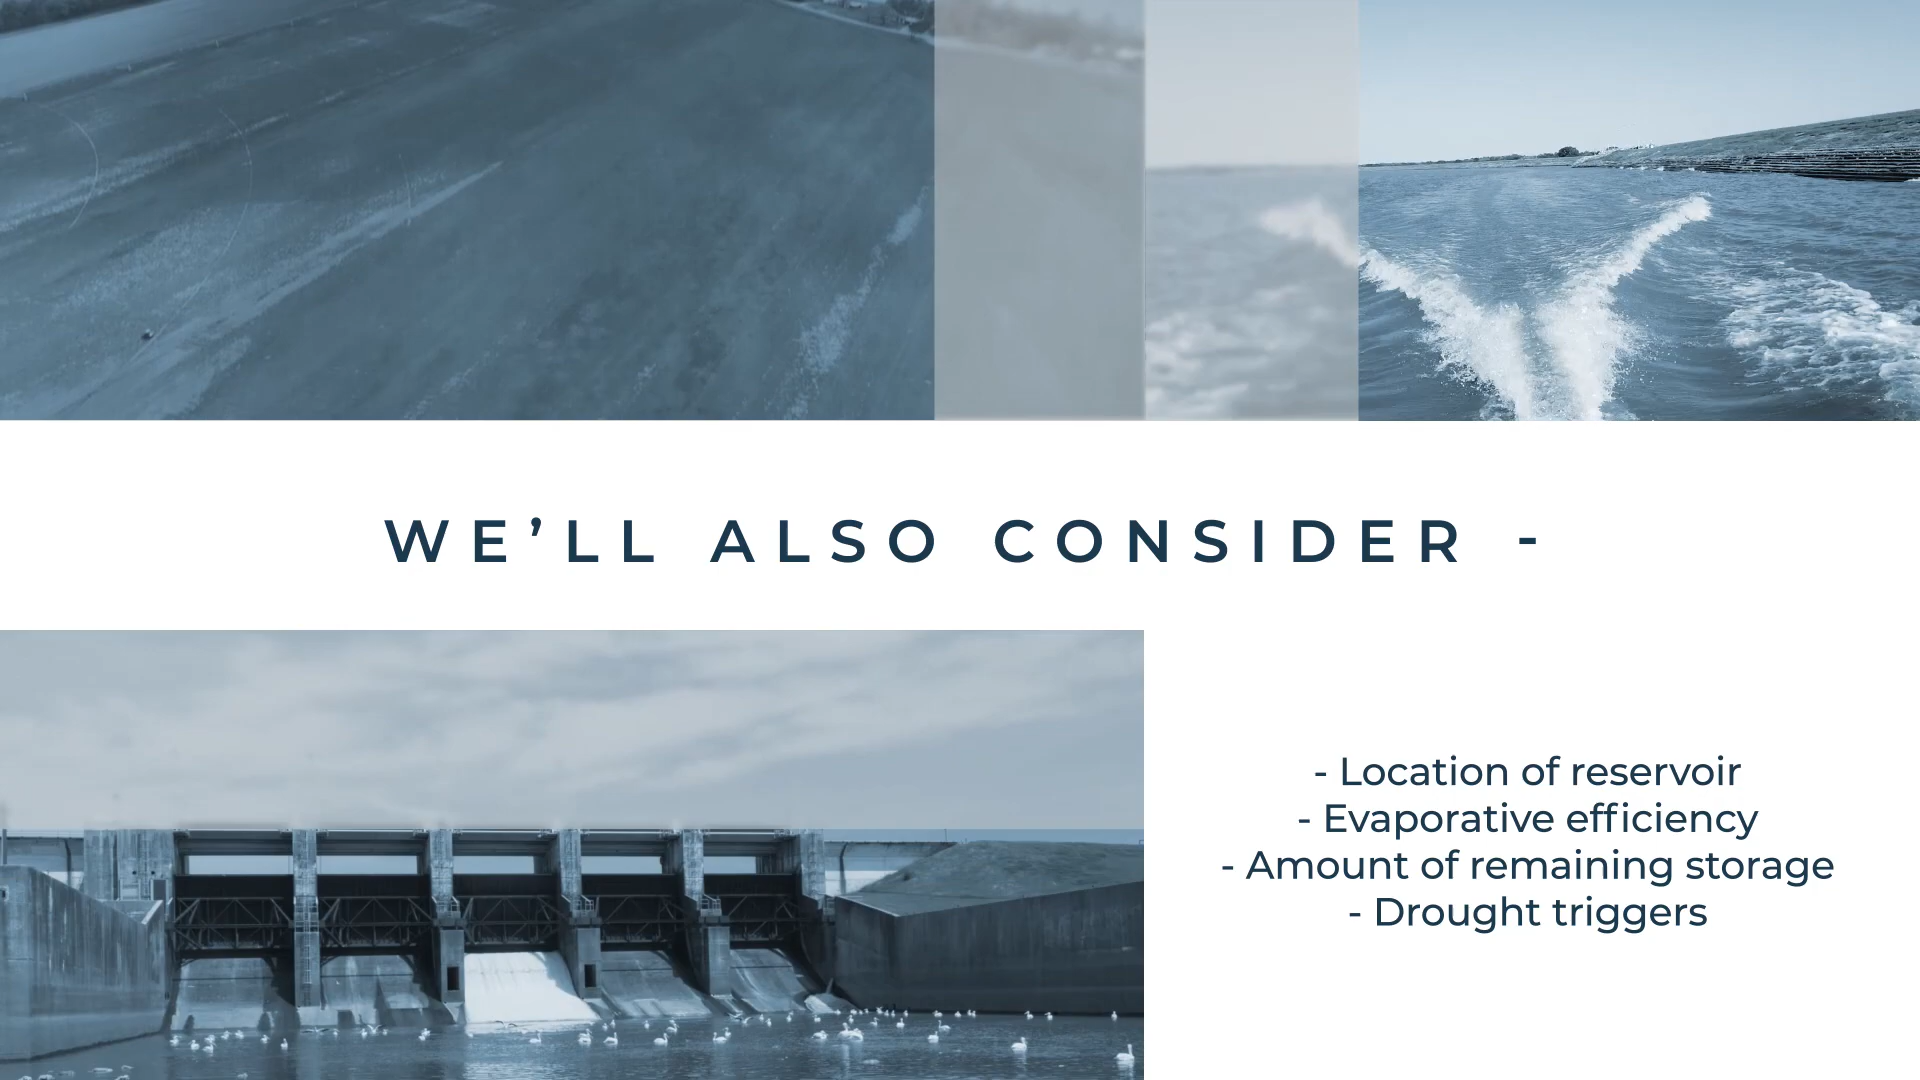 WE’LL ALSO CONSIDER -
- Location of reservoir
- Evaporative efficiency
- Amount of remaining storage
- Drought triggers